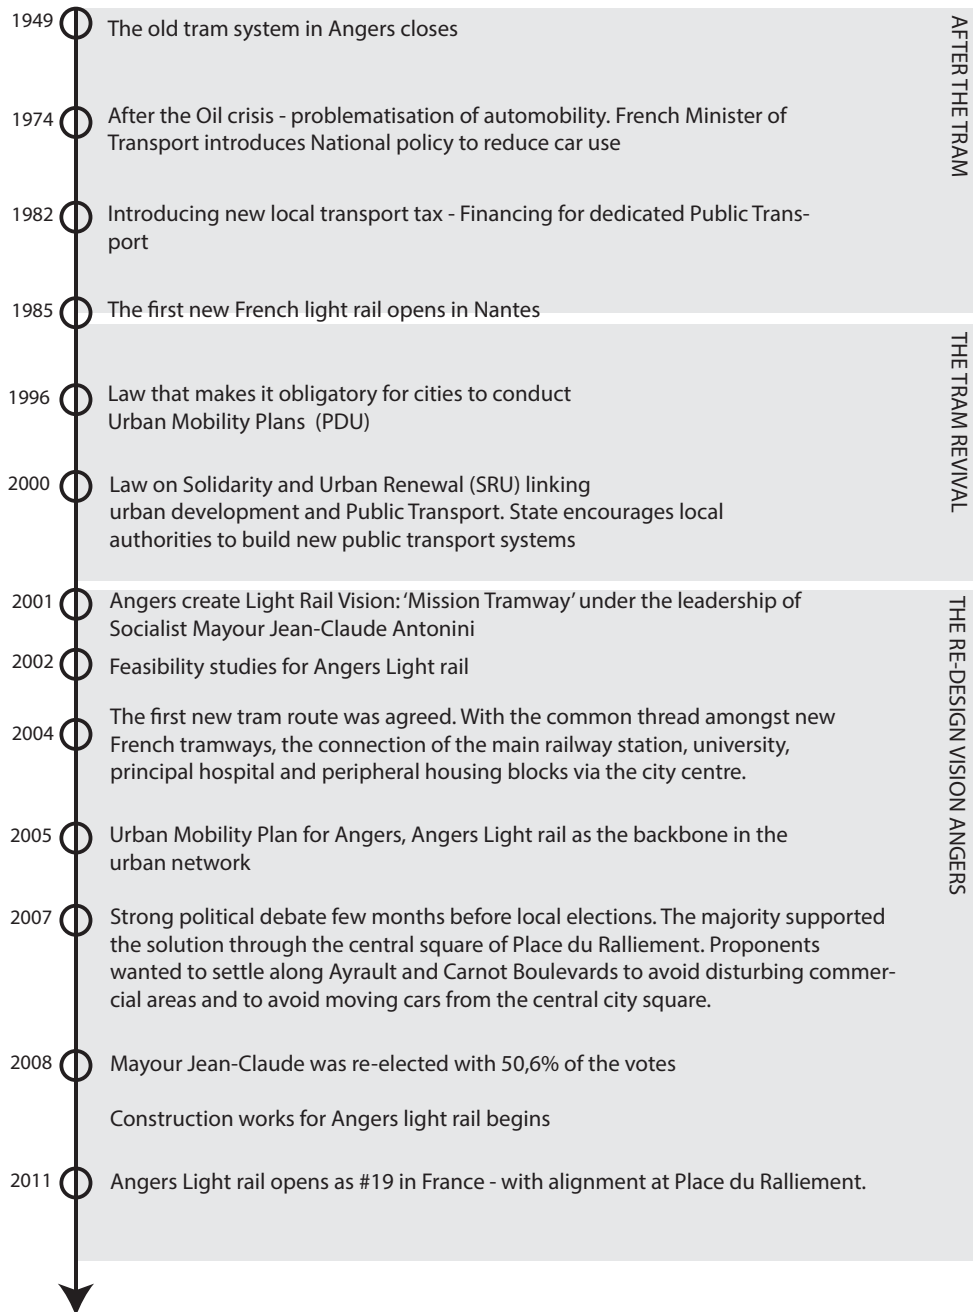 1949
The old tram system in Angers closes
1974
After the Oil crisis - problematisation of automobility. French Minister of
Transport introduces National policy to reduce car use
1982
Introducing new local transport tax - Financing for dedicated Public Trans-
port
1985
The first new French light rail opens in Nantes
AFTER THE TRAM
1996
Law that makes it obligatory for cities to conduct
Urban Mobility Plans (PDU)
2000
Law on Solidarity and Urban Renewal (SRU) linking
urban development and Public Transport. State encourages local
authorities to build new public transport systems
THE TRAM REVIVAL
2001
Angers create Light Rail Vision: ‘Mission Tramway’ under the leadership of
Socialist Mayour Jean-Claude Antonini
2002
Feasibility studies for Angers Light rail
2004
The first new tram route was agreed. With the common thread amongst new
French tramways, the connection of the main railway station, university,
principal hospital and peripheral housing blocks via the city centre.
2005
Urban Mobility Plan for Angers, Angers Light rail as the backbone in the
urban network
2007
Strong political debate few months before local elections. The majority supported
the solution through the central square of Place du Ralliement. Proponents
wanted to settle along Ayrault and Carnot Boulevards to avoid disturbing commer-
cial areas and to avoid moving cars from the central city square.
2008
Mayour Jean-Claude was re-elected with 50,6% of the votes
Construction works for Angers light rail begins
2011
Angers Light rail opens as #19 in France - with alignment at Place du Ralliement.
THE RE-DESIGN VISION ANGERS